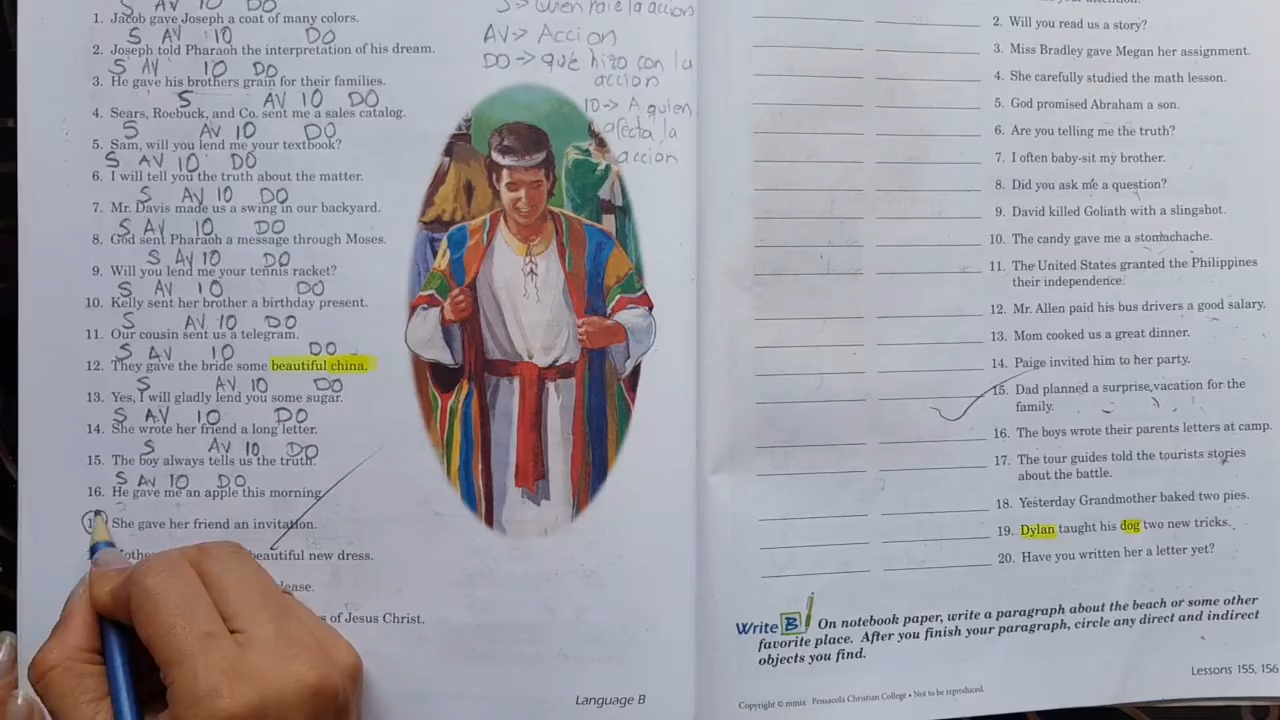 S AV IO DO
S -> Quien hace la acción
1. Jacob gave Joseph a coat of many colors.
S AV IO DO
AV -> Accion
2. Joseph told Pharaoh the interpretation of his dream.
S AV IO DO
DO -> qué hizo con la
acción
3. He gave his brothers grain for their families.
S AV IO DO
IO -> A quien
afecta la
acción
4. Sears, Roebuck, and Co. sent me a sales catalog.
S AV IO DO
5. Sam, will you lend me your textbook?
S AV IO DO
6. I will tell you the truth about the matter.
S AV IO DO
7. Mr. Davis made us a swing in our backyard.
S AV IO DO
8. God sent Pharaoh a message through Moses.
S AV IO DO
9. Will you lend me your tennis racket?
S AV IO DO
10. Kelly sent her brother a birthday present.
S AV IO DO
11. Our cousin sent us a telegram.
S AV IO DO
12. They gave the bride some beautiful china.
S AV IO DO
13. Yes, I will gladly lend you some sugar.
S AV IO DO
14. She wrote her friend a long letter.
S AV IO DO
15. The boy always tells us the truth.
S AV IO DO
16. He gave me an apple this morning.
She gave her friend an invitation.
beautiful new dress.
of Jesus Christ.
Language B
2. Will you read us a story?
3. Miss Bradley gave Megan her assignment.
4. She carefully studied the math lesson.
5. God promised Abraham a son.
6. Are you telling me the truth?
7. I often baby-sit my brother.
8. Did you ask me a question?
9. David killed Goliath with a slingshot.
10. The candy gave me a stomachache.
11. The United States granted the Philippines
their independence.
12. Mr. Allen paid his bus drivers a good salary.
13. Mom cooked us a great dinner.
14. Paige invited him to her party.
15. Dad planned a surprise vacation for the
family.
16. The boys wrote their parents letters at camp.
17. The tour guides told the tourists stories
about the battle.
18. Yesterday Grandmother baked two pies.
19. Dylan taught his dog two new tricks.
20. Have you written her a letter yet?
Write B On notebook paper, write a paragraph about the beach or some other
favorite place. After you finish your paragraph, circle any direct and indirect
objects you find.
Lessons 155, 156
Copyright © mmix Pensacola Christian College • Not to be reproduced.